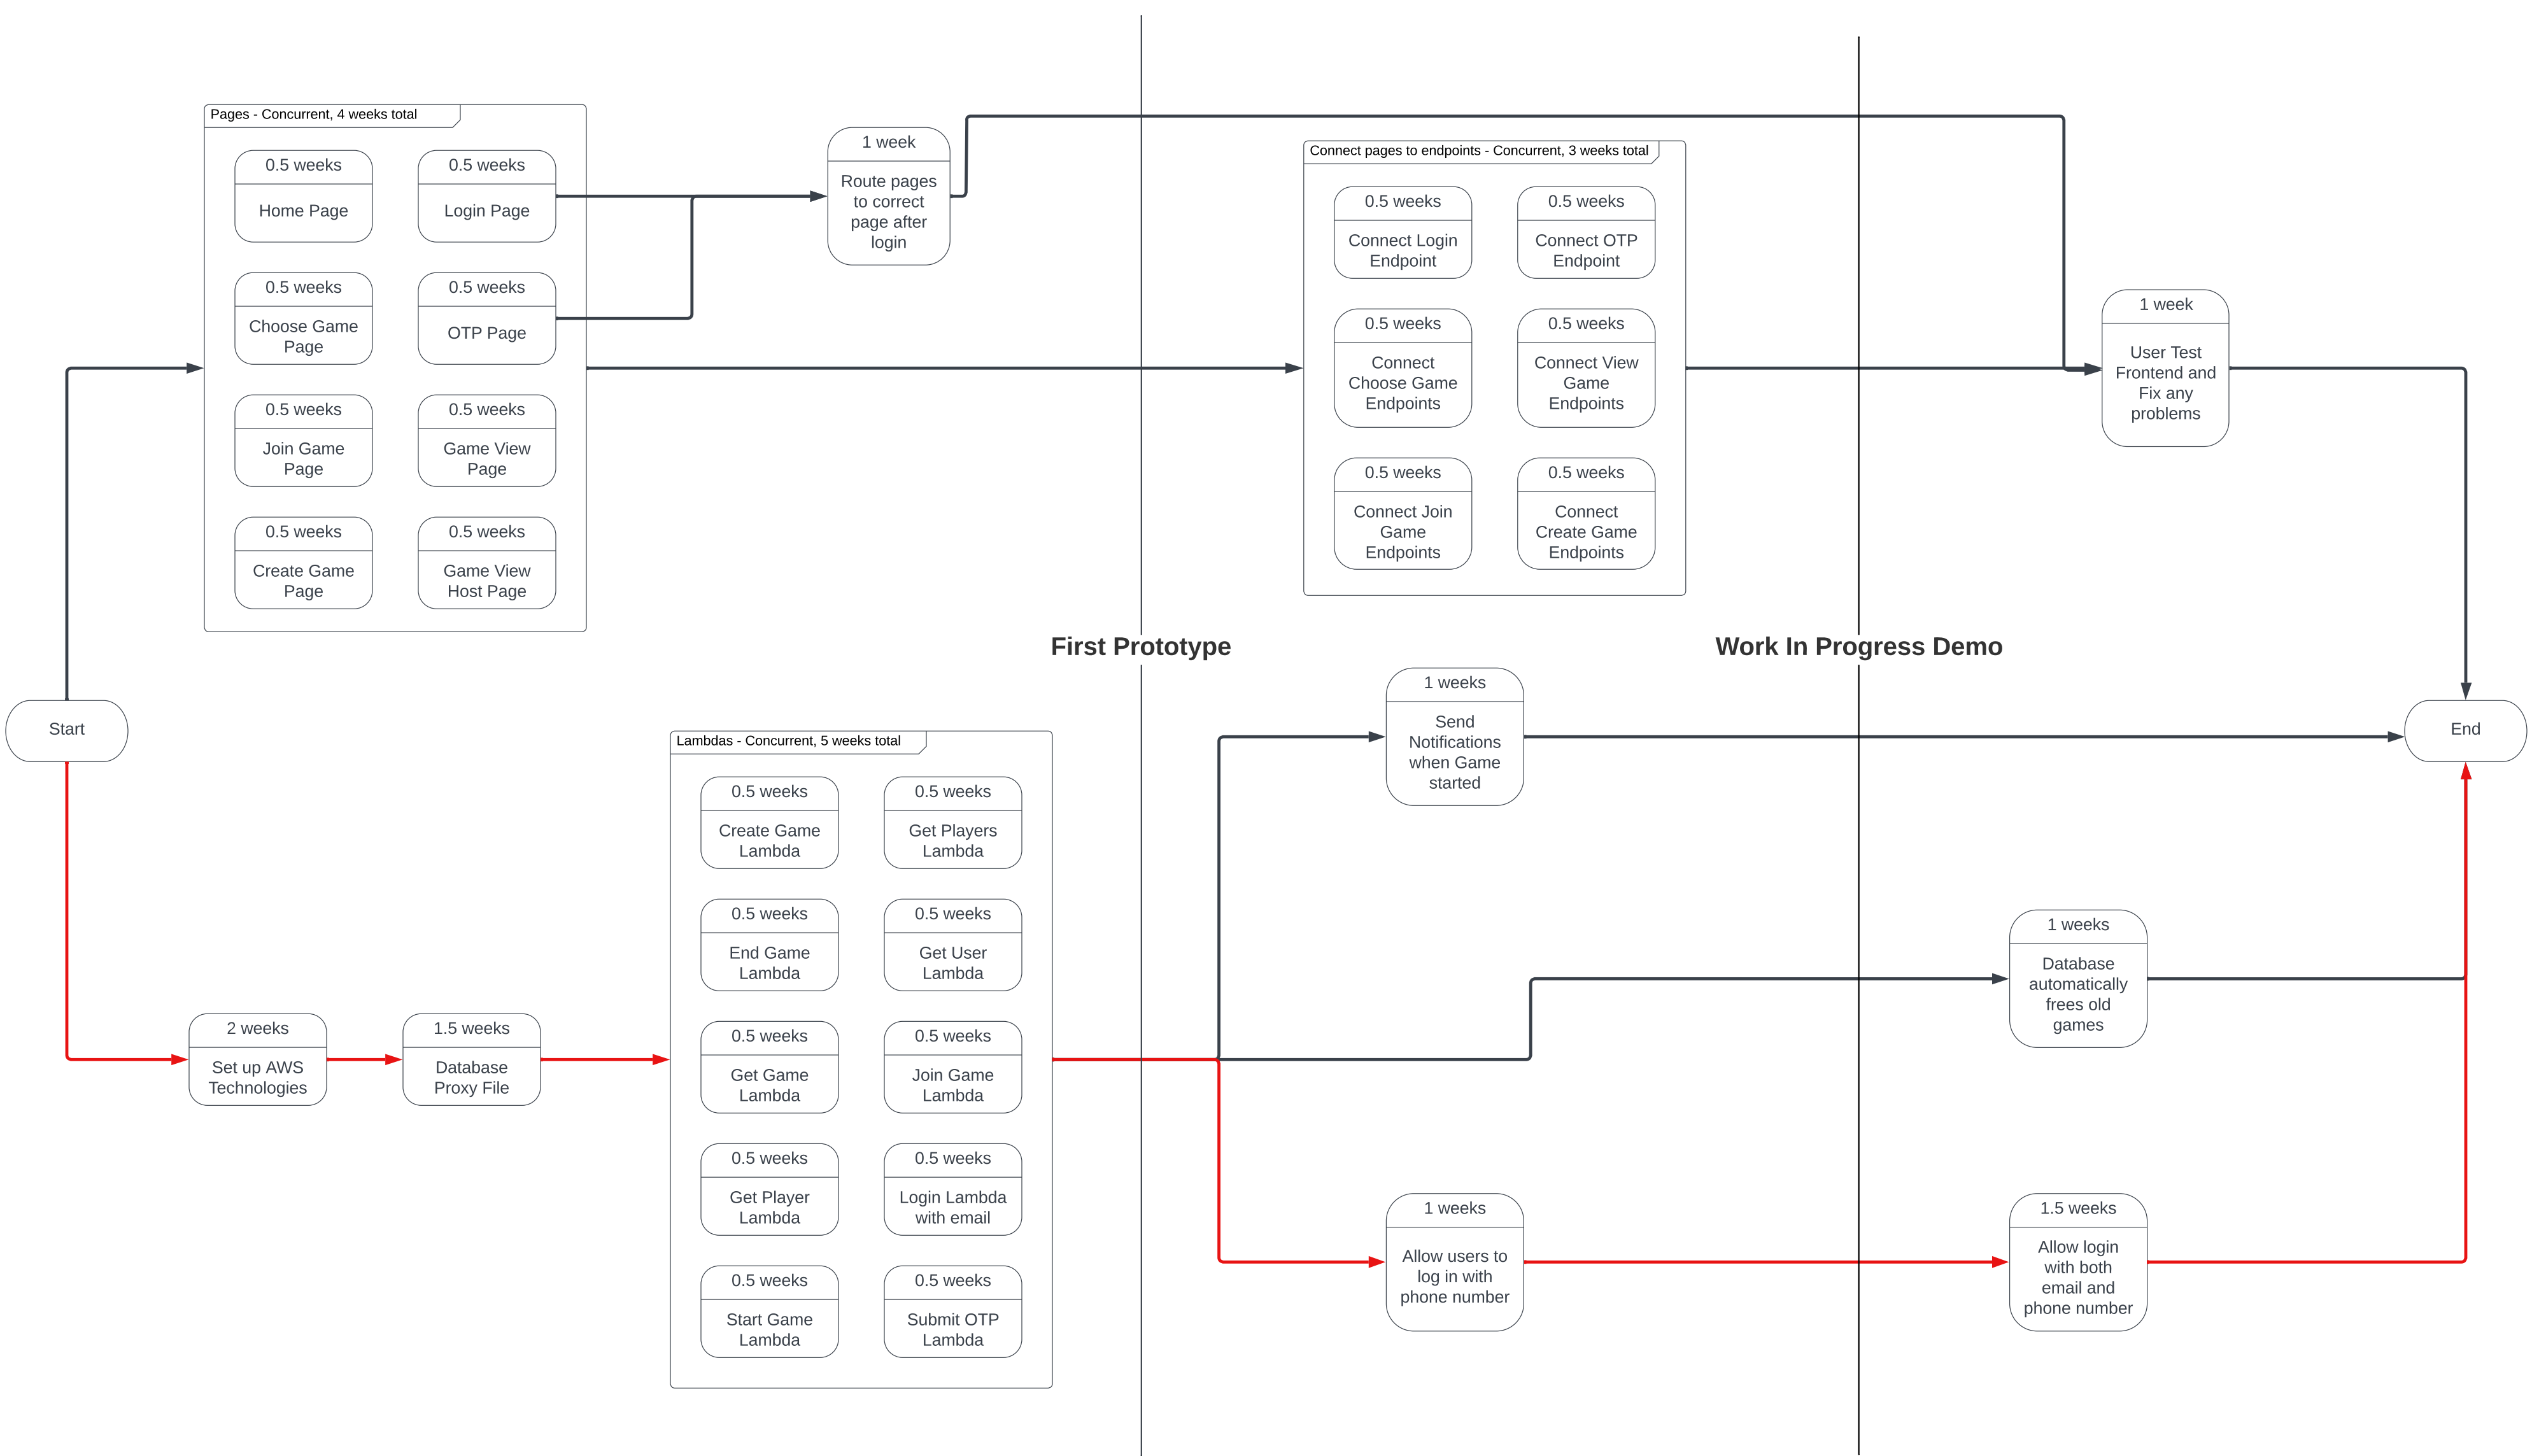 Pages - Concurrent, 4 weeks total
0.5 weeks
Home Page
0.5 weeks
Login Page
0.5 weeks
Choose Game
Page
0.5 weeks
OTP Page
0.5 weeks
Join Game
Page
0.5 weeks
Game View
Page
0.5 weeks
Create Game
Page
0.5 weeks
Game View
Host Page
1 week
Route pages
to correct
page after
login
Connect pages to endpoints - Concurrent, 3 weeks total
0.5 weeks
Connect Login
Endpoint
0.5 weeks
Connect OTP
Endpoint
0.5 weeks
Connect
Choose Game
Endpoints
0.5 weeks
Connect View
Game
Endpoints
0.5 weeks
Connect Join
Game
Endpoints
0.5 weeks
Connect
Create Game
Endpoints
1 week
User Test
Frontend and
Fix any
problems
First Prototype
Work In Progress Demo
Start
End
2 weeks
Set up AWS
Technologies
1.5 weeks
Database
Proxy File
Lambdas - Concurrent, 5 weeks total
0.5 weeks
Create Game
Lambda
0.5 weeks
Get Players
Lambda
0.5 weeks
End Game
Lambda
0.5 weeks
Get User
Lambda
0.5 weeks
Get Game
Lambda
0.5 weeks
Join Game
Lambda
0.5 weeks
Get Player
Lambda
0.5 weeks
Login Lambda
with email
0.5 weeks
Start Game
Lambda
0.5 weeks
Submit OTP
Lambda
1 weeks
Send
Notifications
when Game
started
1 weeks
Database
automatically
frees old
games
1 weeks
Allow users to
log in with
phone number
1.5 weeks
Allow login
with both
email and
phone number